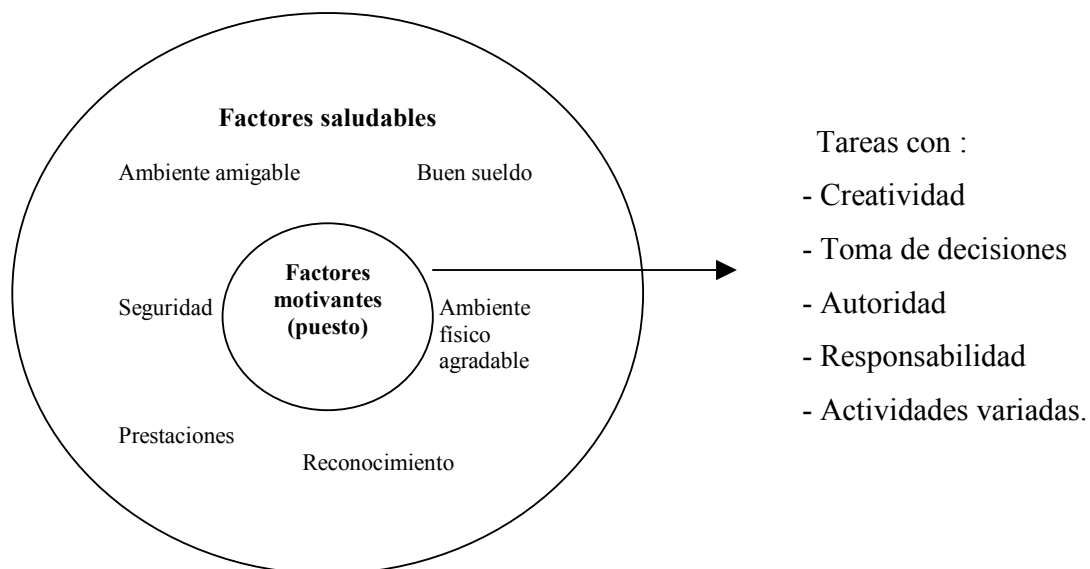 Factores saludables
Ambiente amigable
Buen sueldo
Factores
motivantes
(puesto)
Seguridad
Ambiente
físico
agradable
Prestaciones
Reconocimiento
Tareas con :
- Creatividad
- Toma de decisiones
- Autoridad
- Responsabilidad
- Actividades variadas.